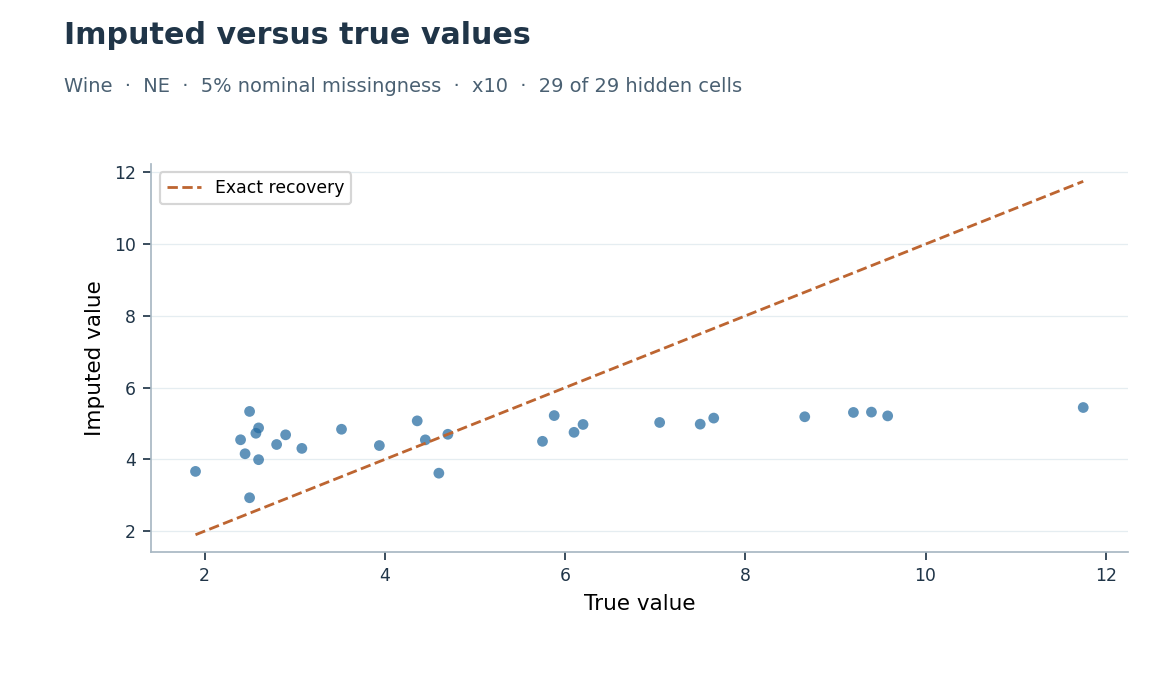 Imputed versus true values
Wine · NE · 5% nominal missingness · x10 · 29 of 29 hidden cells
12
Exact recovery
10
8
6
4
2
Imputed value
2 4 6 8 10 12
True value